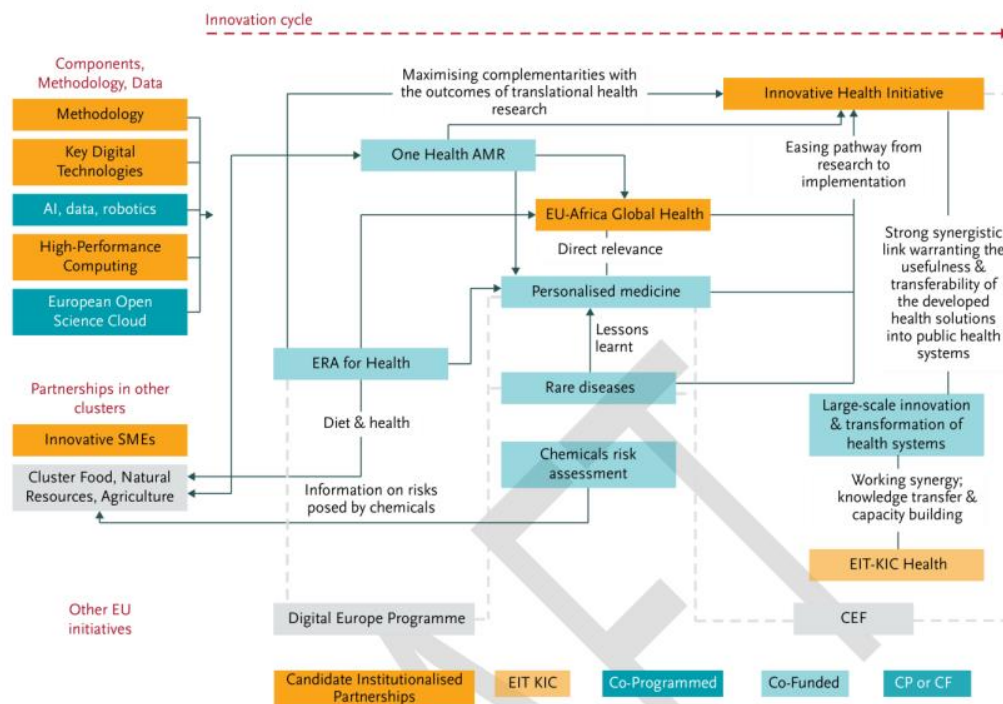 Innovation cycle
Components,
Methodology, Data
Methodology
Key Digital
Technologies
AI, data, robotics
High-Performance
Computing
European Open
Science Cloud
Partnerships in other
clusters
Innovative SMEs
Cluster Food, Natural
Resources, Agriculture
Other EU
initiatives
Maximising complementarities with
the outcomes of translational health
research
Innovative Health Initiative
One Health AMR
Easing pathway from
research to
implementation
EU-Africa Global Health
Direct relevance
Personalised medicine
Strong synergistic
link warranting the
usefulness &
transferability of
the developed
health solutions
into public health
systems
Lessons
learnt
ERA for Health
Rare diseases
Diet & health
Large-scale innovation
& transformation of
health systems
Chemicals risk
assessment
Information on risks
posed by chemicals
Working synergy;
knowledge transfer &
capacity building
EIT-KIC Health
Digital Europe Programme
CEF
Candidate Institutionalised
Partnerships
EIT KIC
Co-Programmed
Co-Funded
CP or CF